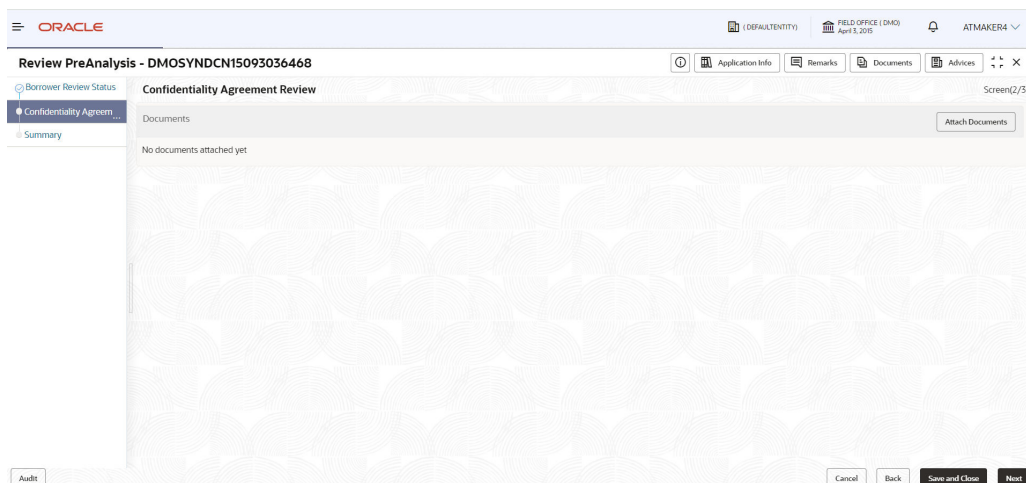 ORACLE
( DEFAULTENTITY)
FIELD OFFICE ( DMO)
April 3, 2015
ATMAKER4
Review PreAnalysis - DMOSYNDCN15093036468
Application Info
Remarks
Documents
Advices
Borrower Review Status
Confidentiality Agreem...
Summary
Confidentiality Agreement Review
Screen(2/3
Documents
Attach Documents
No documents attached yet
Audit
Cancel
Back
Save and Close
Next